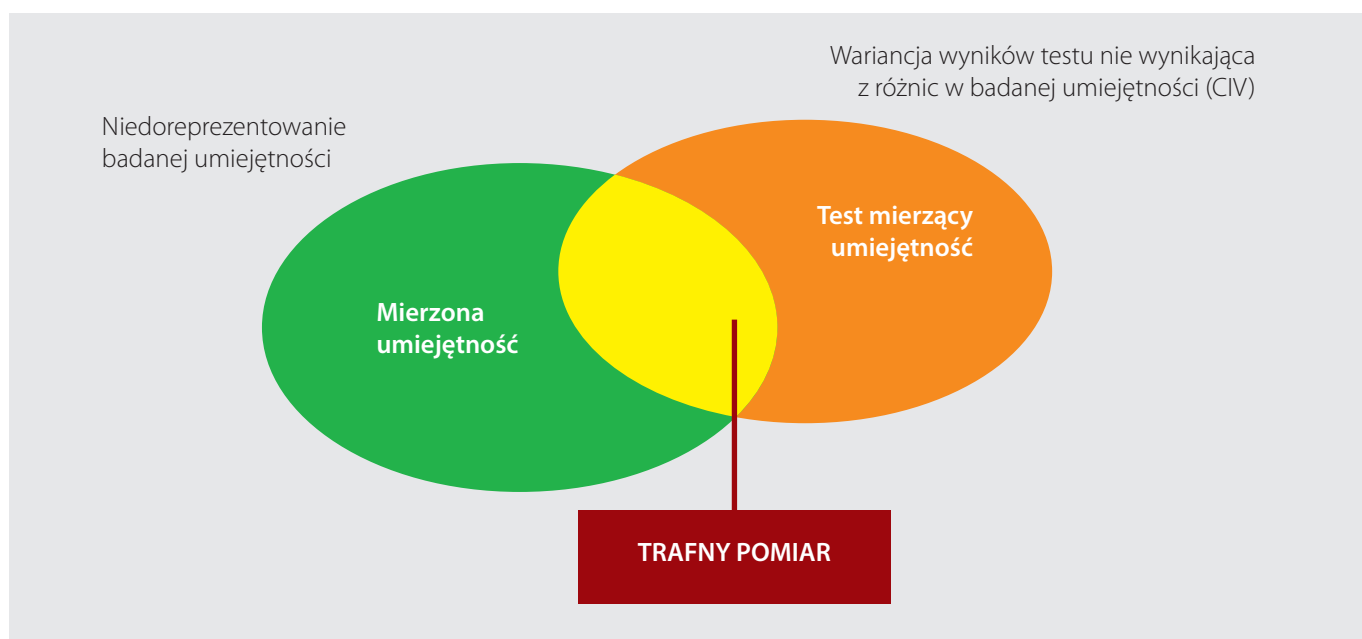 Wariancja wyników testu nie wynikająca
z różnic w badanej umiejętności (CIV)
Niedoreprezentowanie
badanej umiejętności
Test mierzący
umiejętność
Mierzona
umiejętność
TRAFNY POMIAR